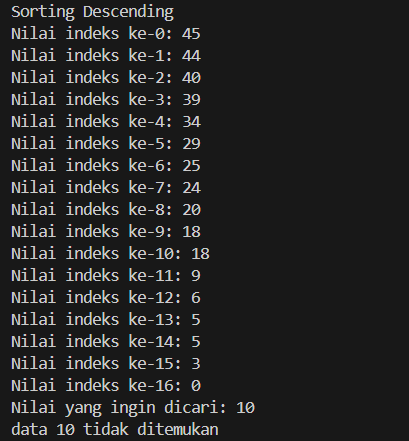 Sorting Descending
Nilai indeks ke-0: 45
Nilai indeks ke-1: 44
Nilai indeks ke-2: 40
Nilai indeks ke-3: 39
Nilai indeks ke-4: 34
Nilai indeks ke-5: 29
Nilai indeks ke-6: 25
Nilai indeks ke-7: 24
Nilai indeks ke-8: 20
Nilai indeks ke-9: 18
Nilai indeks ke-10: 18
Nilai indeks ke-11: 9
Nilai indeks ke-12: 6
Nilai indeks ke-13: 5
Nilai indeks ke-14: 5
Nilai indeks ke-15: 3
Nilai indeks ke-16: 0
Nilai yang ingin dicari: 10
data 10 tidak ditemukan